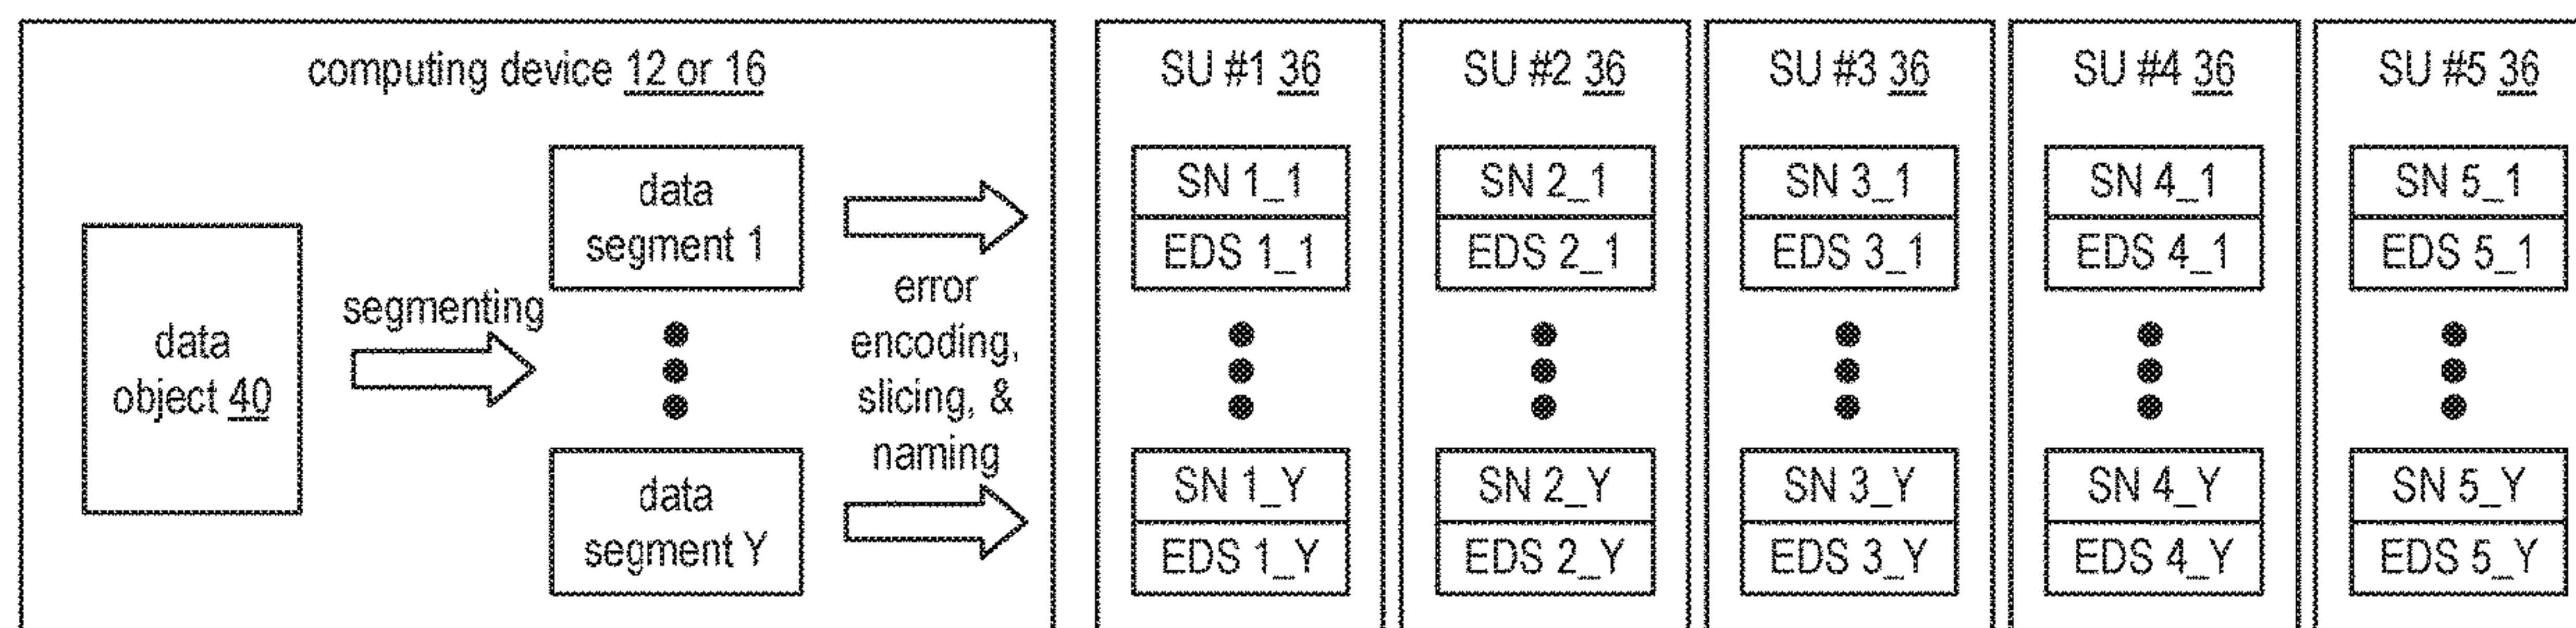 computing device 12 or 16
data
object 40
segmenting
data
segment 1
data
segment Y
error
encoding,
slicing, &
naming
SU #1 36
SN 1_1
EDS 1_1
SN 1_Y
EDS 1_Y
SU #2 36
SN 2_1
EDS 2_1
SN 2_Y
EDS 2_Y
SU #3 36
SN 3_1
EDS 3_1
SN 3_Y
EDS 3_Y
SU #4 36
SN 4_1
EDS 4_1
SN 4_Y
EDS 4_Y
SU #5 36
SN 5_1
EDS 5_1
SN 5_Y
EDS 5_Y